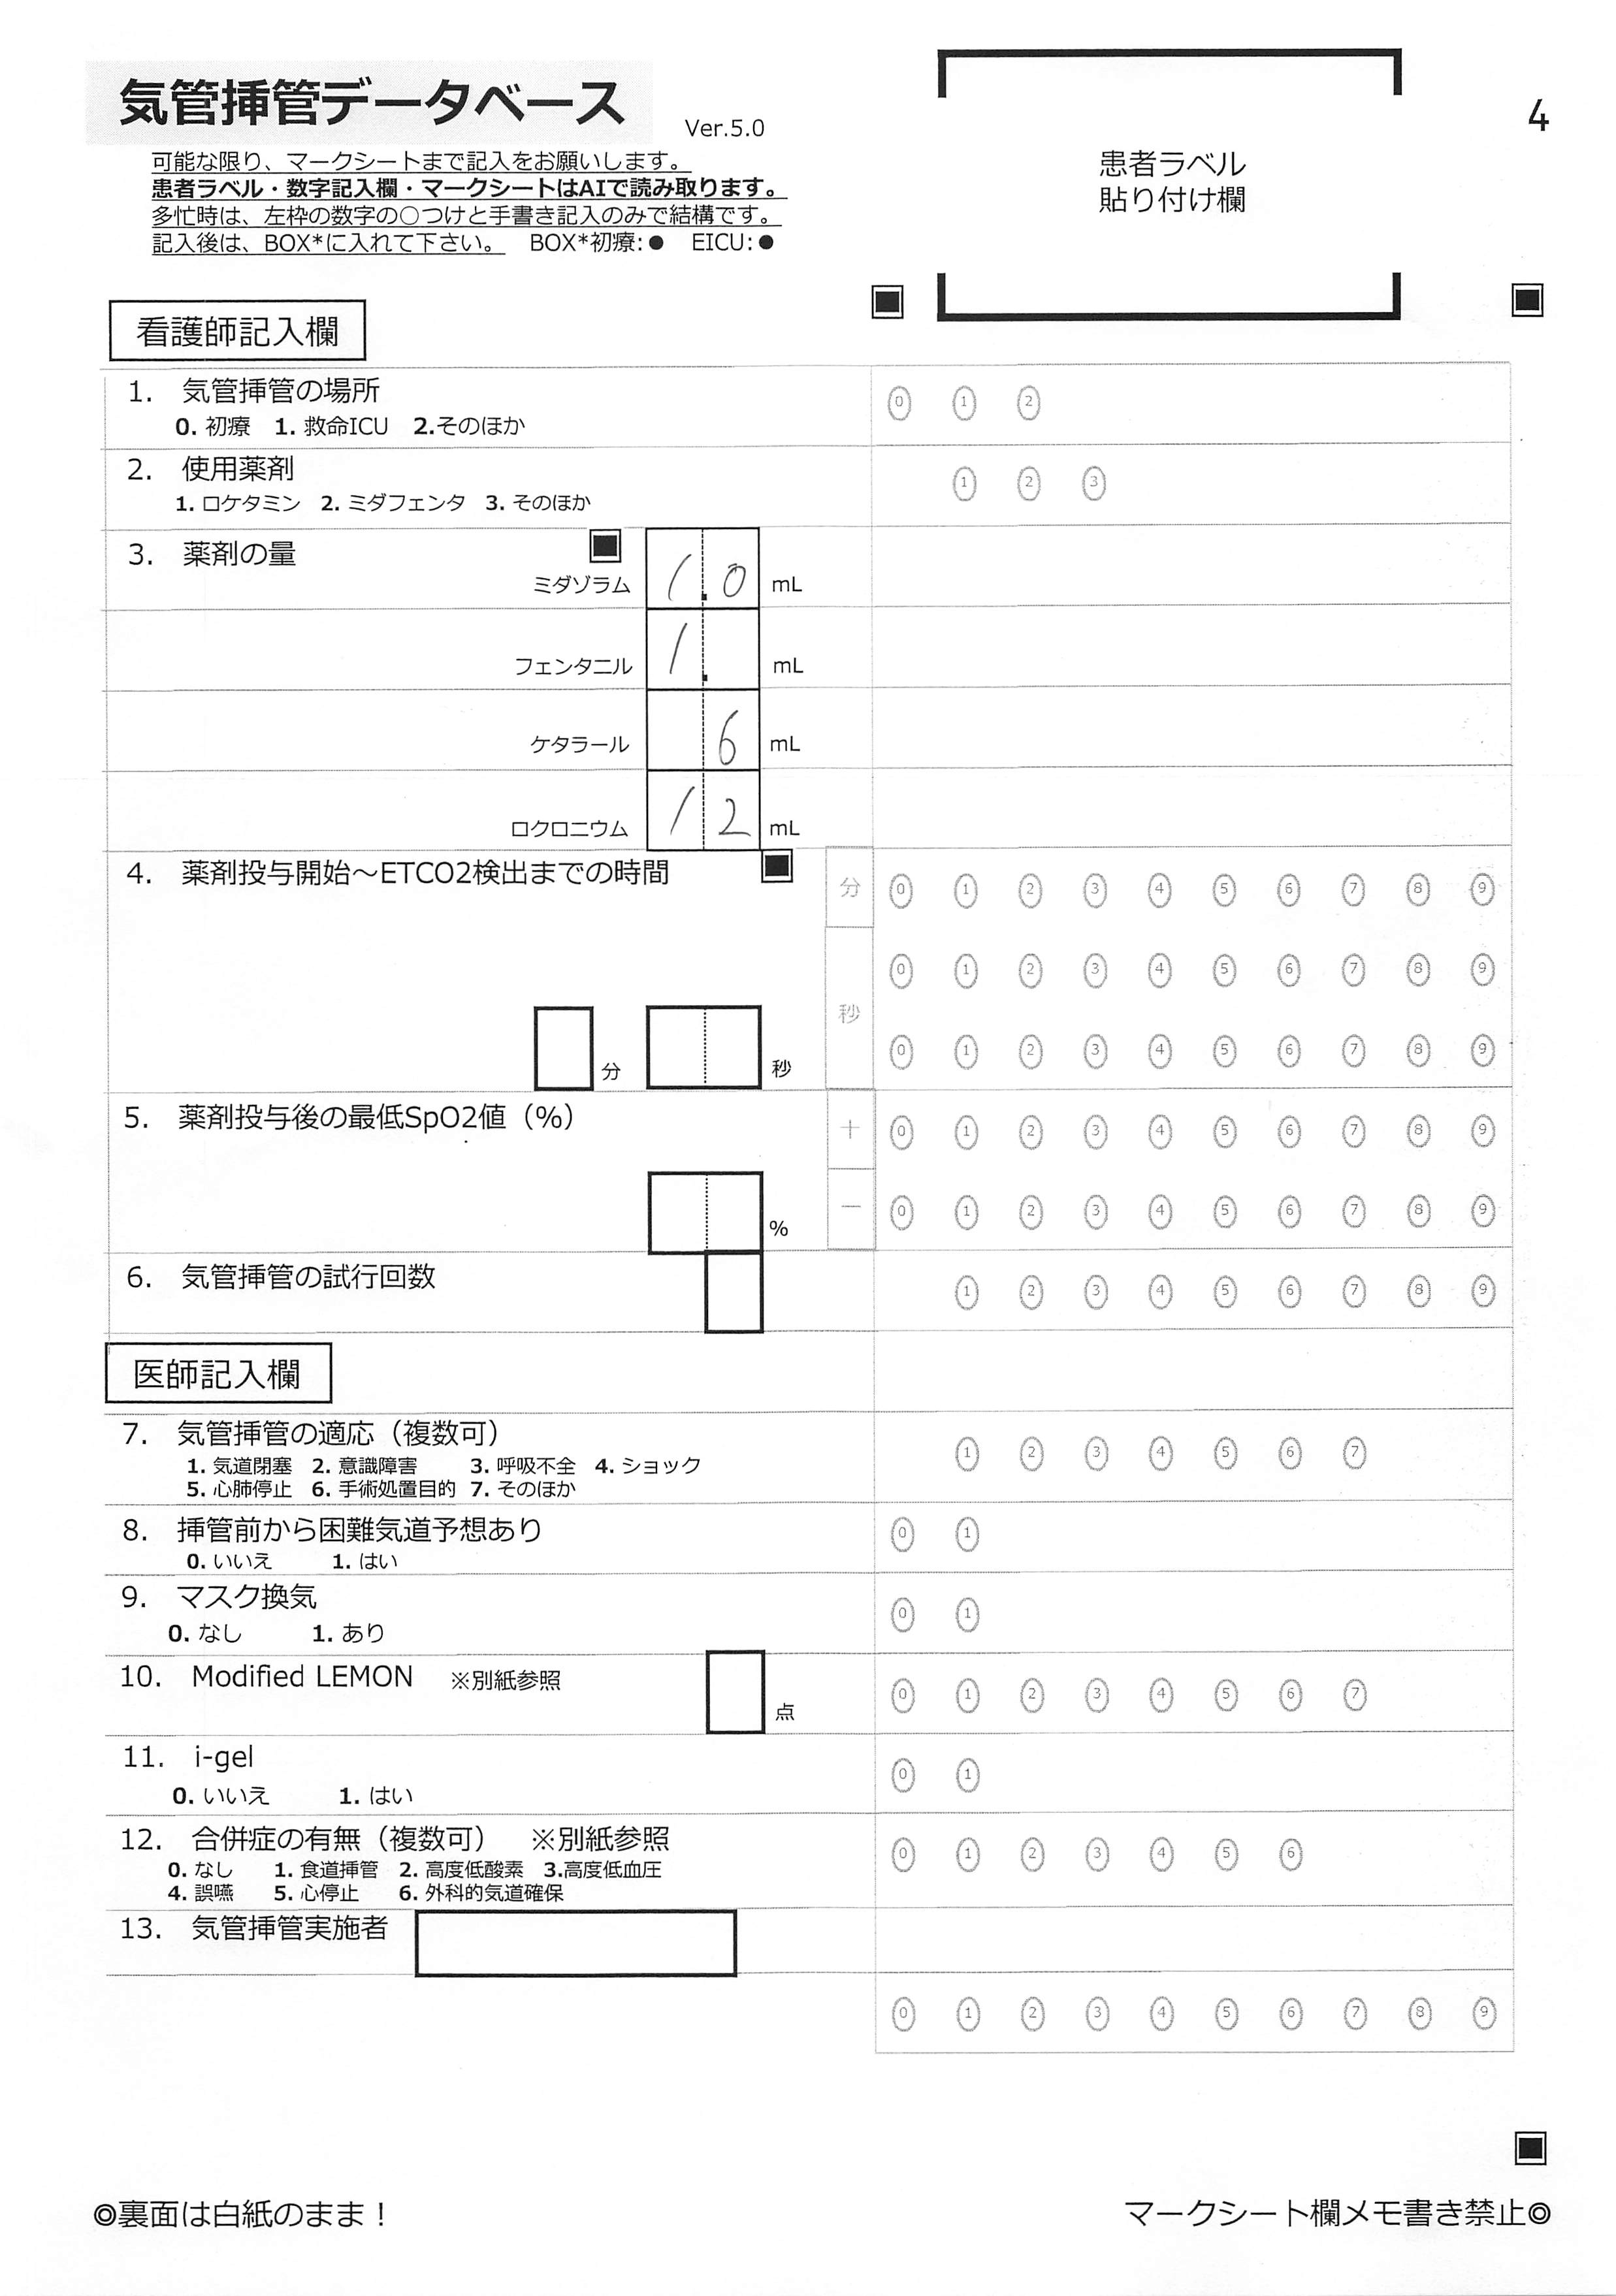 気管挿管データベース Ver.5.0
4
可能な限り、マークシートまで記入をお願いします。
患者ラベル・数字記入欄・マークシートはAIで読み取ります。
多忙時は、左枠の数字の○つけと手書き記入のみで結構です。
記入後は、BOX*に入れて下さい。 BOX*初療:● EICU:●
患者ラベル
貼り付け欄
看護師記入欄
1. 気管挿管の場所
0. 初療 1. 救命ICU 2.そのほか
0 1 2
2. 使用薬剤
1. ロケタミン 2. ミダフェンタ 3. そのほか
1 2 3
3. 薬剤の量
ミダゾラム 1.0 mL
フェンタニル 1. mL
ケタラール 6 mL
ロクロニウム 12 mL
4. 薬剤投与開始～ETCO2検出までの時間
分 0 1 2 3 4 5 6 7 8 9
秒 0 1 2 3 4 5 6 7 8 9
0 1 2 3 4 5 6 7 8 9
分 秒
5. 薬剤投与後の最低SpO2値（%）
十 0 1 2 3 4 5 6 7 8 9
一 0 1 2 3 4 5 6 7 8 9
%
6. 気管挿管の試行回数
1 2 3 4 5 6 7 8 9
医師記入欄
7. 気管挿管の適応（複数可）
1. 気道閉塞 2. 意識障害 3. 呼吸不全 4. ショック
5. 心肺停止 6. 手術処置目的 7. そのほか
1 2 3 4 5 6 7
8. 挿管前から困難気道予想あり
0. いいえ 1. はい
0 1
9. マスク換気
0. なし 1. あり
0 1
10. Modified LEMON ※別紙参照
点
0 1 2 3 4 5 6 7
11. i-gel
0. いいえ 1. はい
0 1
12. 合併症の有無（複数可） ※別紙参照
0. なし 1. 食道挿管 2. 高度低酸素 3.高度低血圧
4. 誤嚥 5. 心停止 6. 外科的気道確保
0 1 2 3 4 5 6
13. 気管挿管実施者
0 1 2 3 4 5 6 7 8 9
◎裏面は白紙のまま！
マークシート欄メモ書き禁止◎